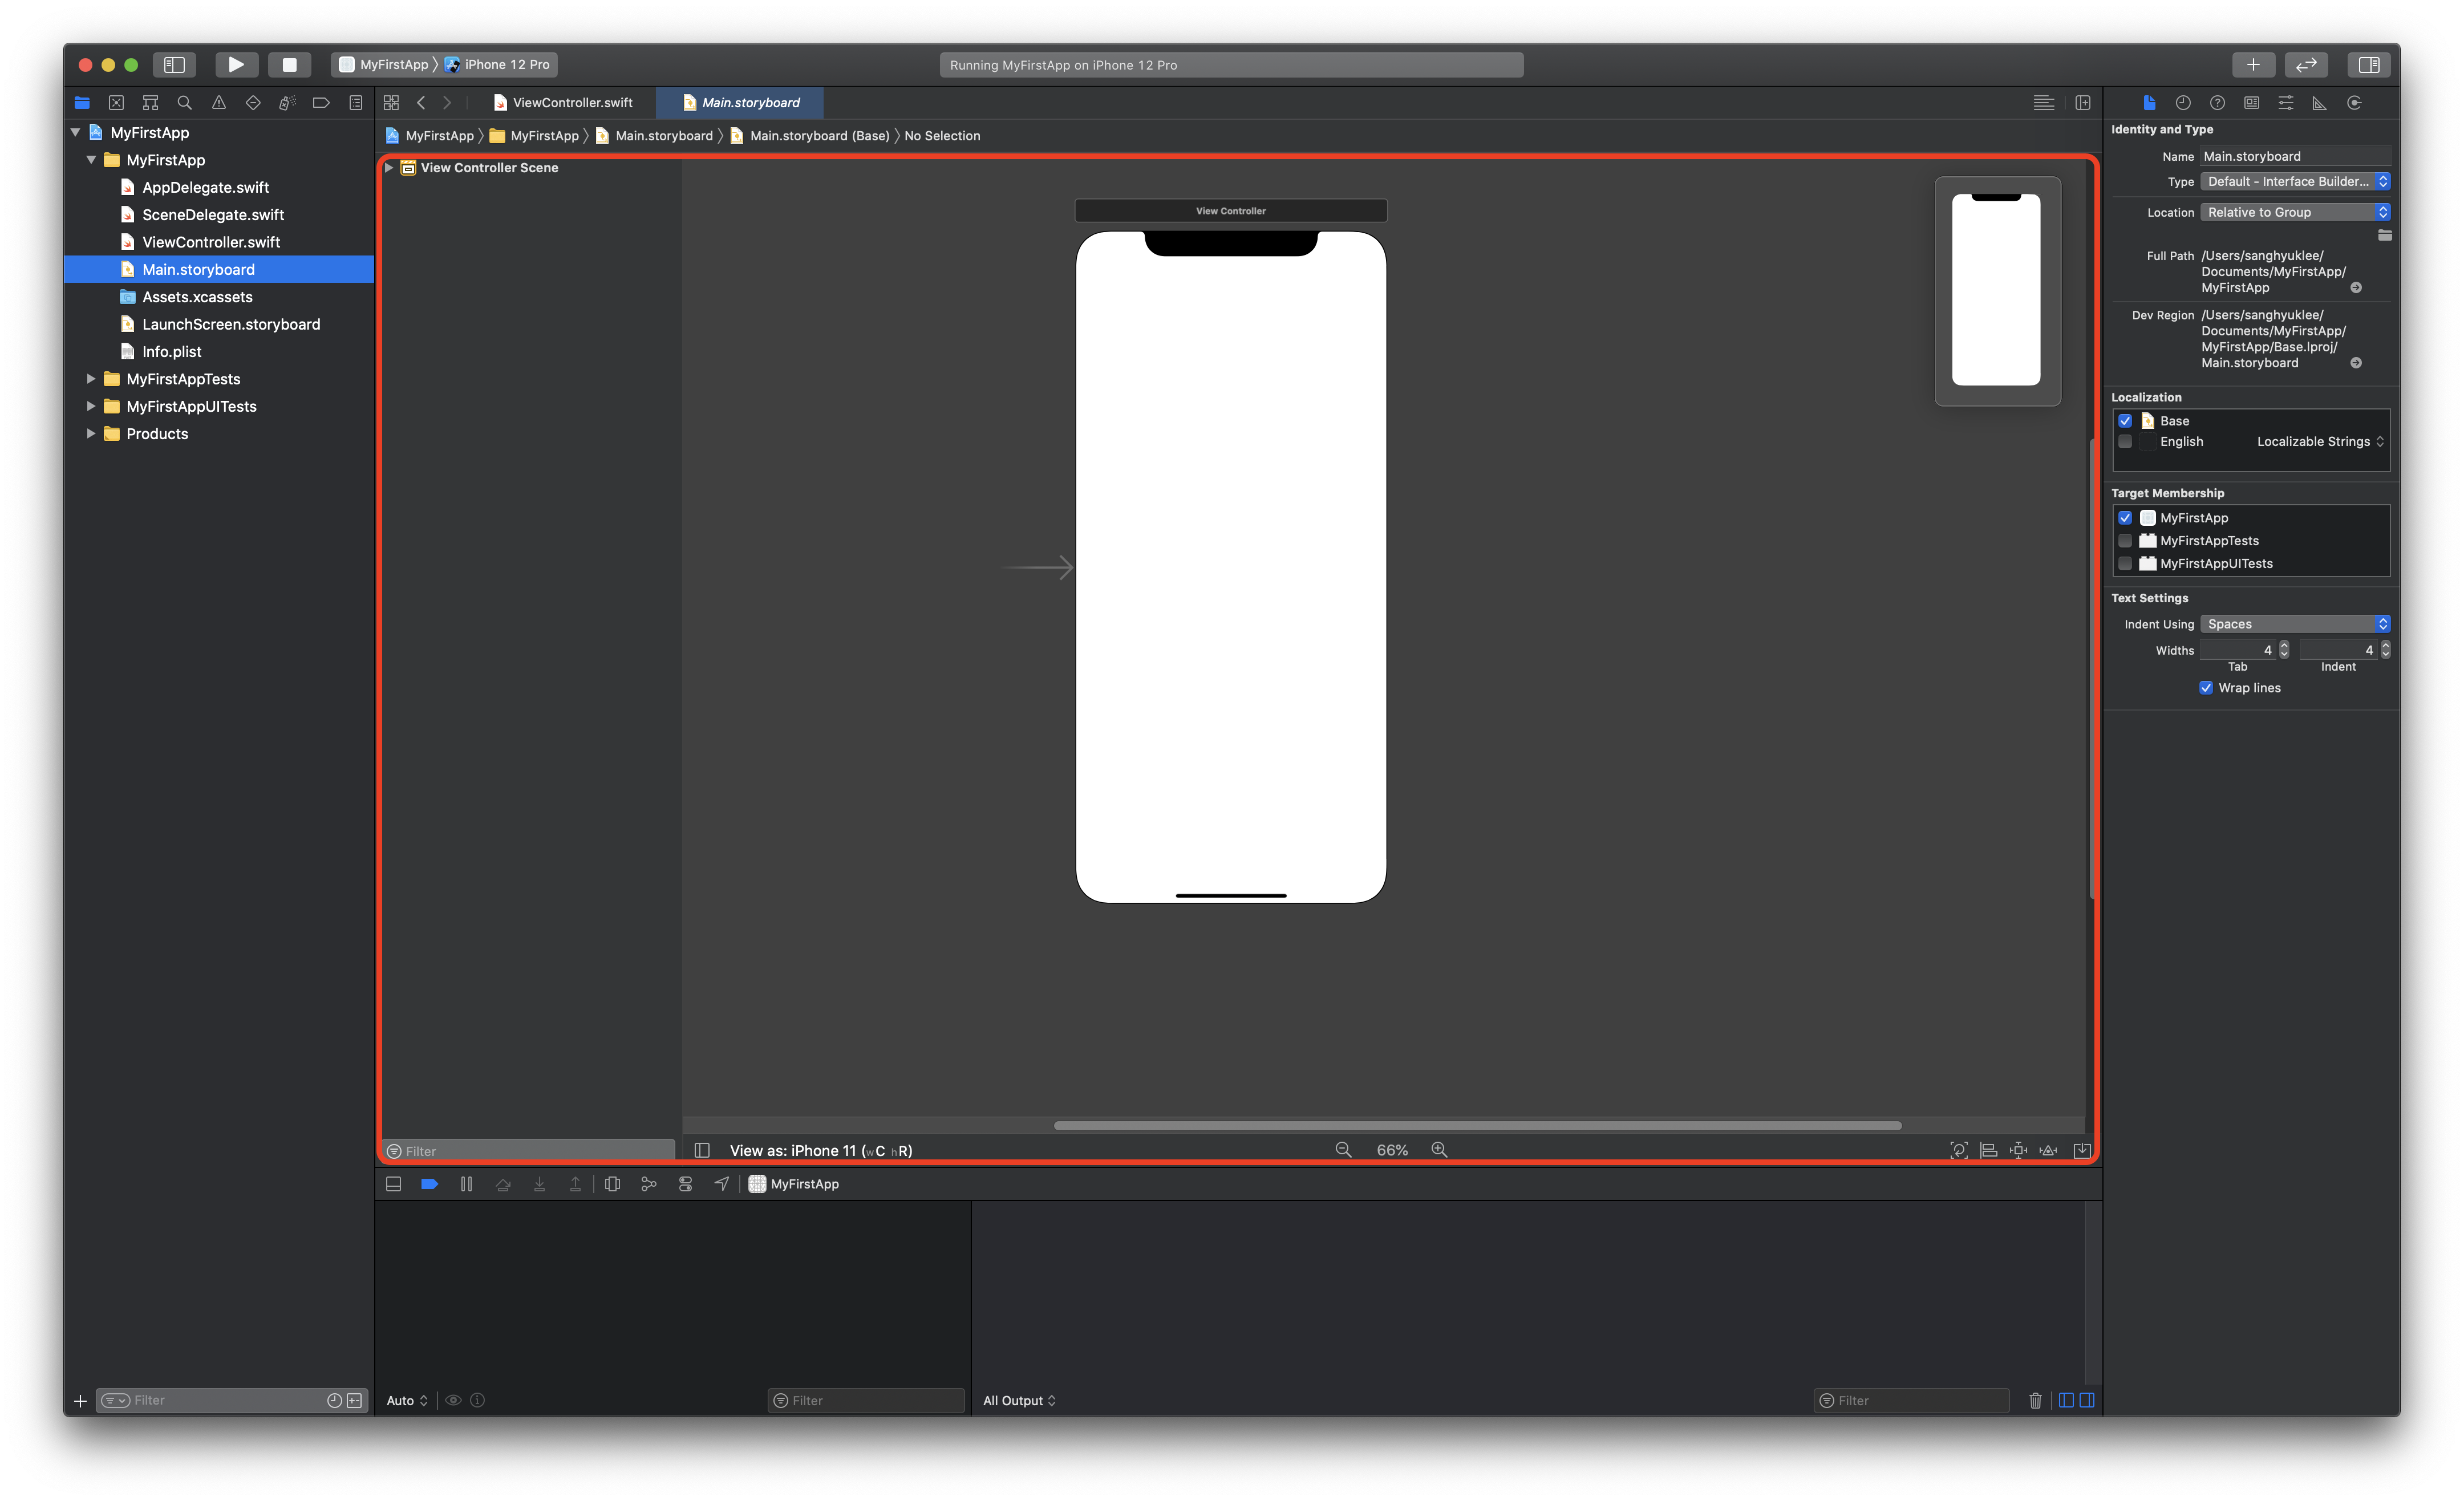 MyFirstApp 〉 iPhone 12 Pro
Running MyFirstApp on iPhone 12 Pro
ViewController.swift
Main.storyboard
MyFirstApp 〉 MyFirstApp 〉 Main.storyboard 〉 Main.storyboard (Base) 〉 No Selection
MyFirstApp
MyFirstApp
AppDelegate.swift
SceneDelegate.swift
ViewController.swift
Main.storyboard
Assets.xcassets
LaunchScreen.storyboard
Info.plist
MyFirstAppTests
MyFirstAppUITests
Products
Filter
View Controller Scene
Filter
View Controller
View as: iPhone 11 (wC hR)
66%
MyFirstApp
Auto
Filter
All Output
Filter
Identity and Type
Name Main.storyboard
Type Default - Interface Builder...
Location Relative to Group
Full Path /Users/sanghyuklee/
Documents/MyFirstApp/
MyFirstApp
Dev Region /Users/sanghyuklee/
Documents/MyFirstApp/
MyFirstApp/Base.lproj/
Main.storyboard
Localization
Base
English Localizable Strings
Target Membership
MyFirstApp
MyFirstAppTests
MyFirstAppUITests
Text Settings
Indent Using Spaces
Widths 4 4
Tab Indent
Wrap lines